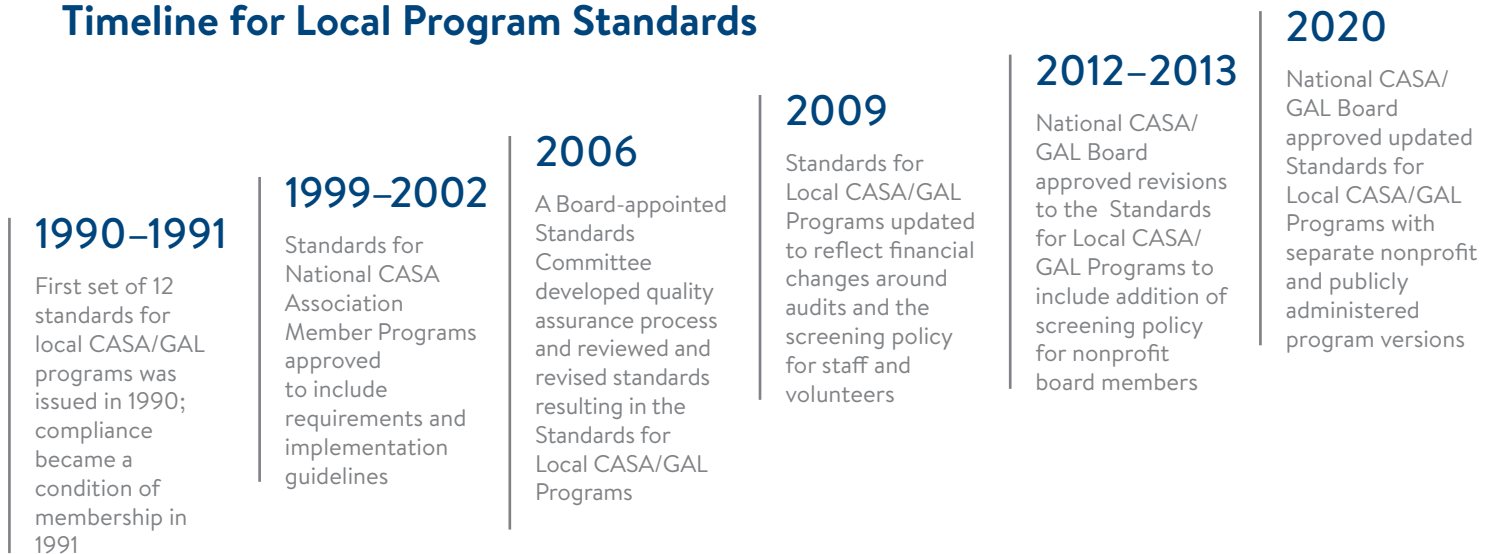 Timeline for Local Program Standards
1990–1991
First set of 12
standards for
local CASA/GAL
programs was
issued in 1990;
compliance
became a
condition of
membership in
1991
1999–2002
Standards for
National CASA
Association
Member Programs
approved
to include
requirements and
implementation
guidelines
2006
A Board-appointed
Standards
Committee
developed quality
assurance process
and reviewed and
revised standards
resulting in the
Standards for
Local CASA/GAL
Programs
2009
Standards for
Local CASA/GAL
Programs updated
to reflect financial
changes around
audits and the
screening policy
for staff and
volunteers
2012–2013
National CASA/
GAL Board
approved revisions
to the Standards
for Local CASA/
GAL Programs to
include addition of
screening policy
for nonprofit
board members
2020
National CASA/
GAL Board
approved updated
Standards for
Local CASA/GAL
Programs with
separate nonprofit
and publicly
administered
program versions